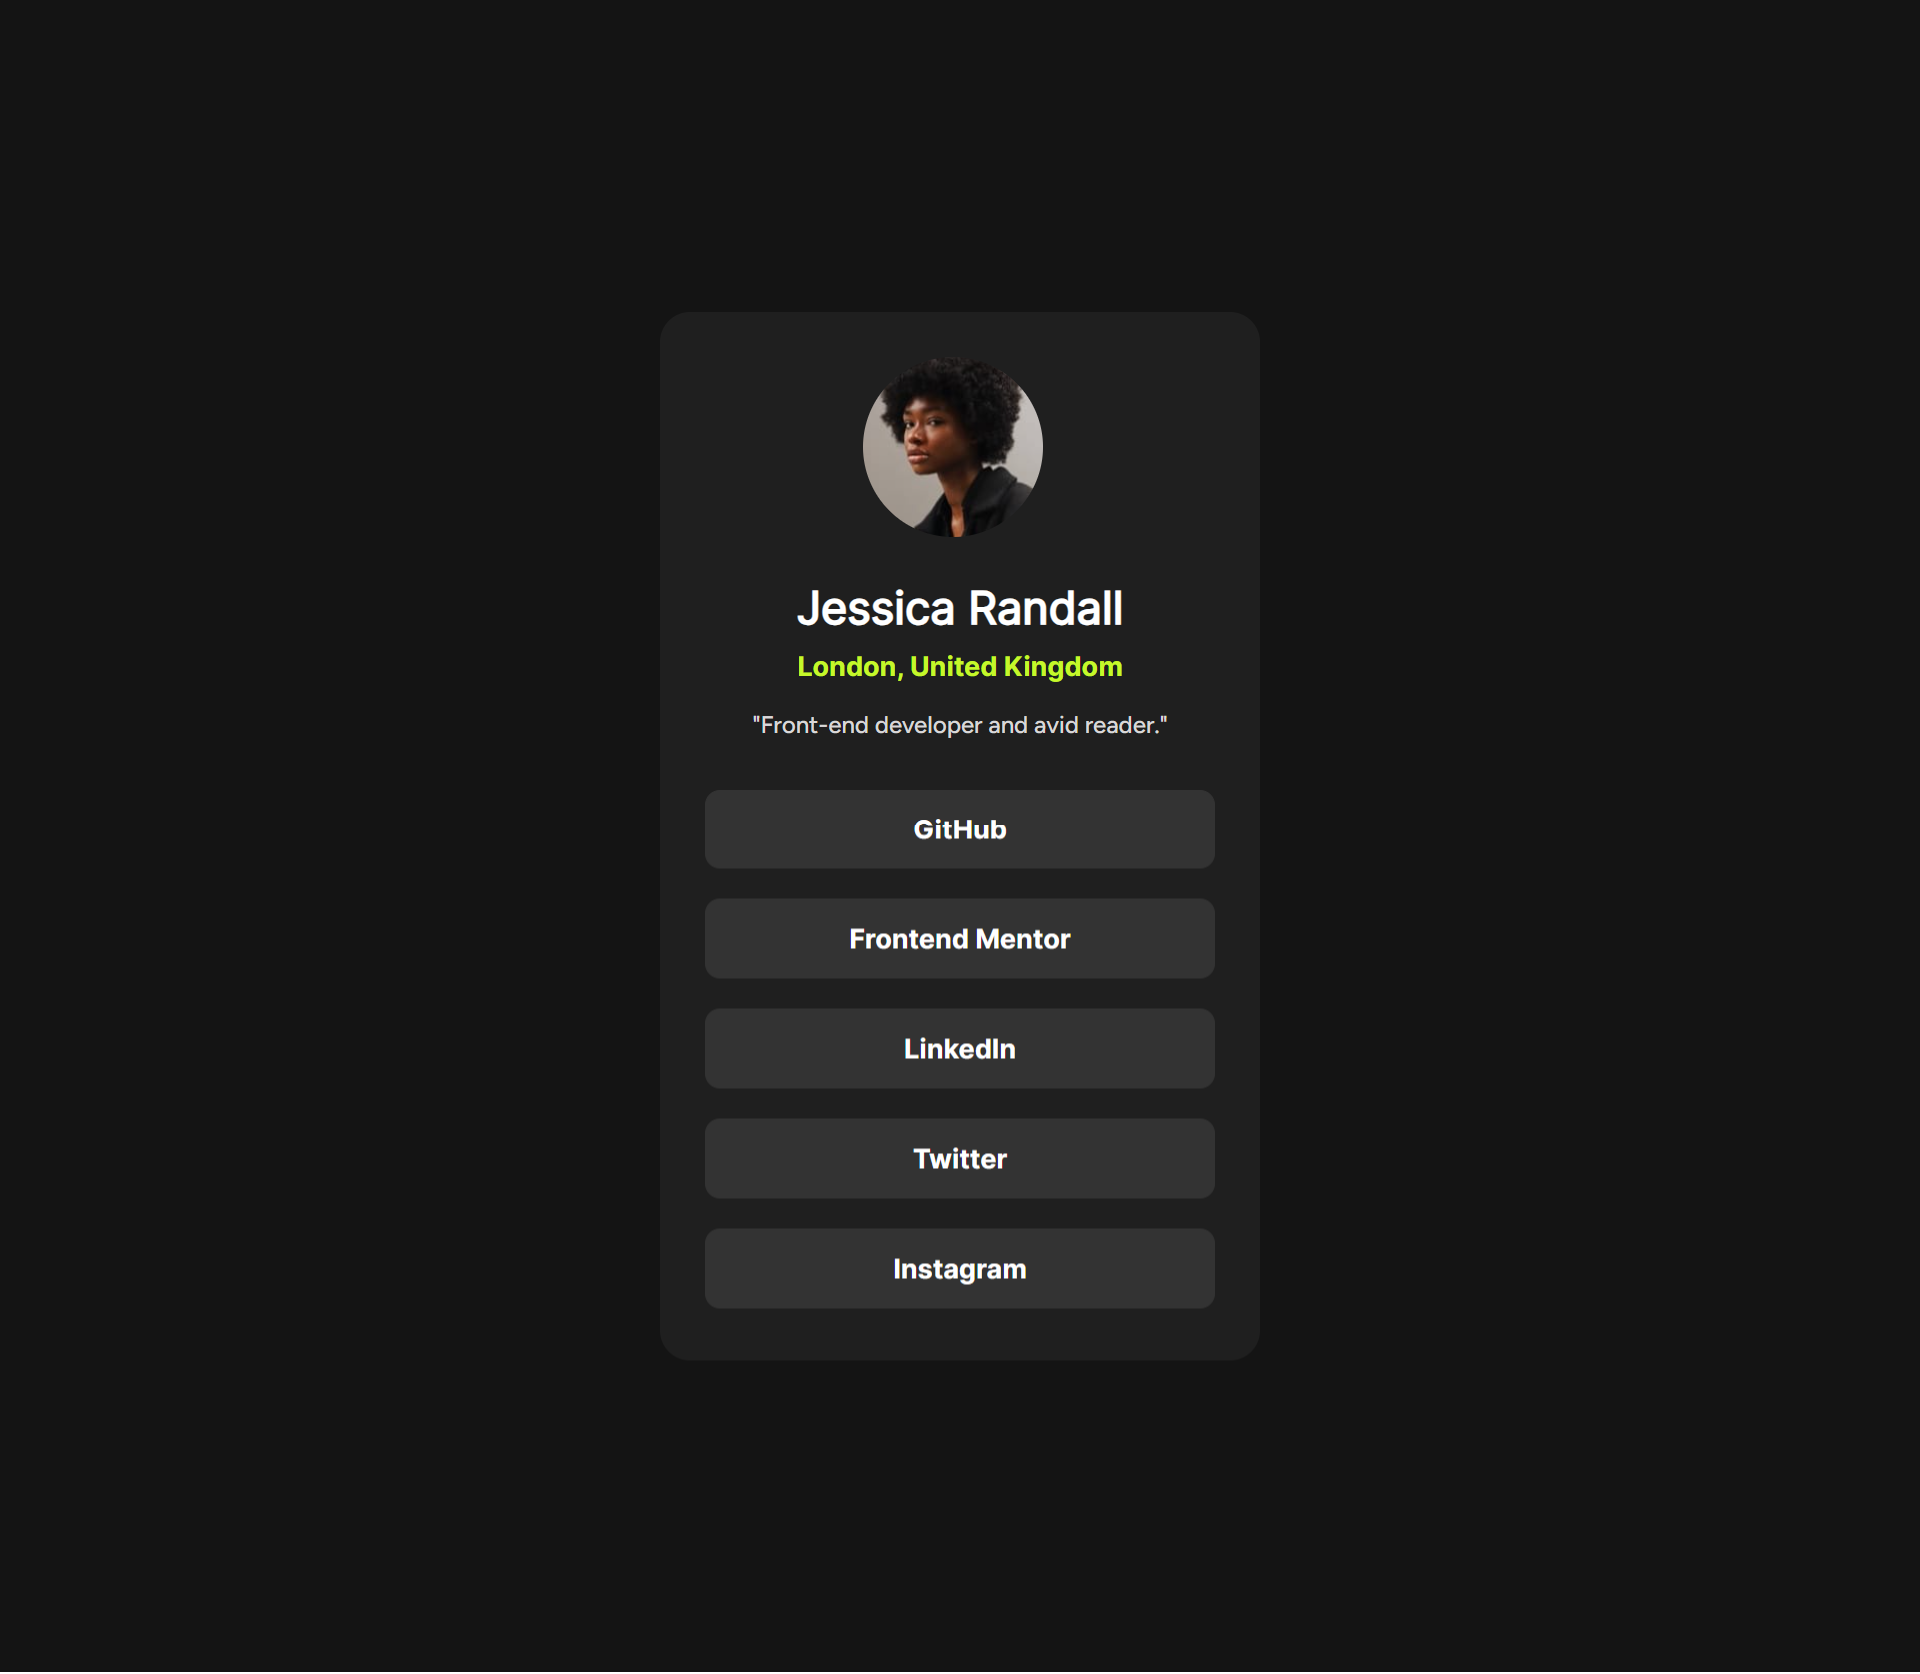 Jessica Randall
London, United Kingdom
"Front-end developer and avid reader."
GitHub
Frontend Mentor
LinkedIn
Twitter
Instagram